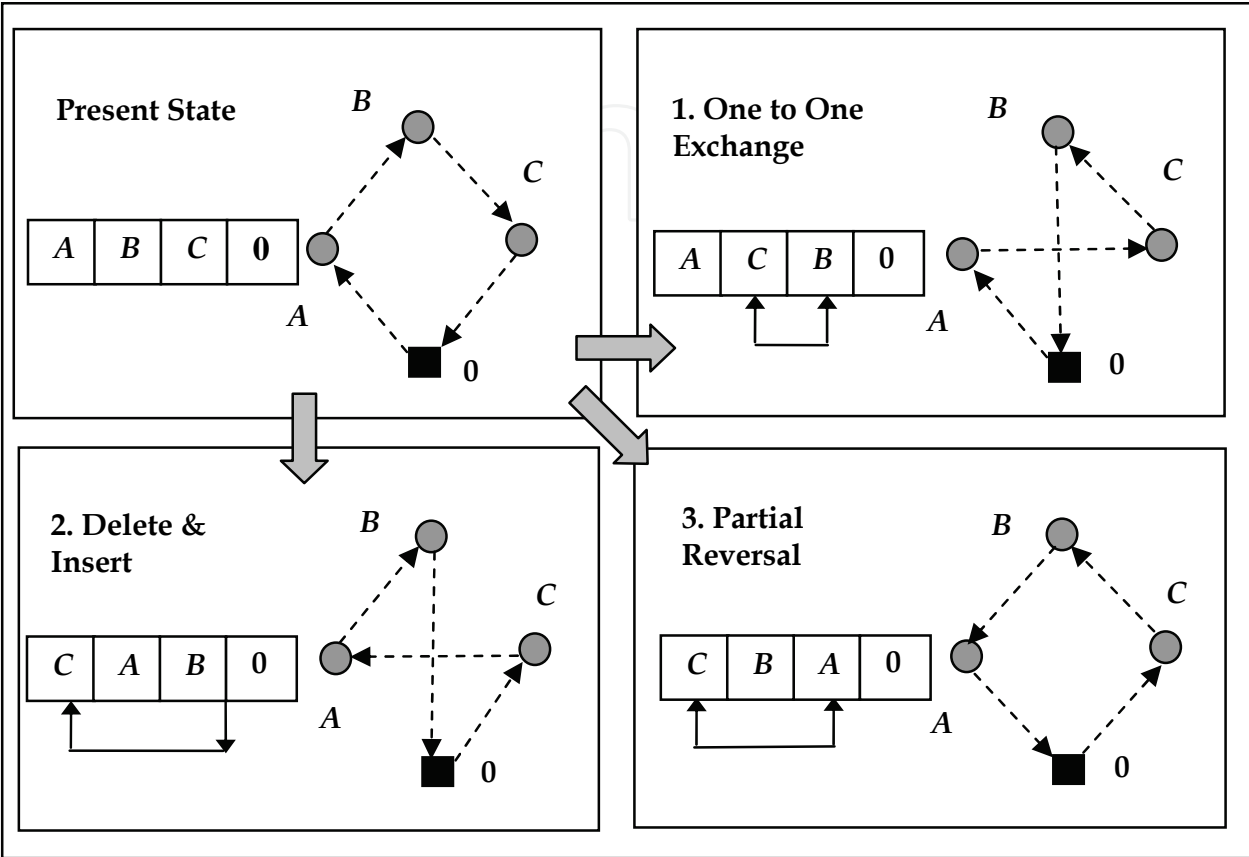 Present State
B
C
A B C 0
A
0
1. One to One
Exchange
B
C
A C B 0
A
0
2. Delete &
Insert
B
C
C A B 0
A
0
3. Partial
Reversal
B
C
C B A 0
A
0